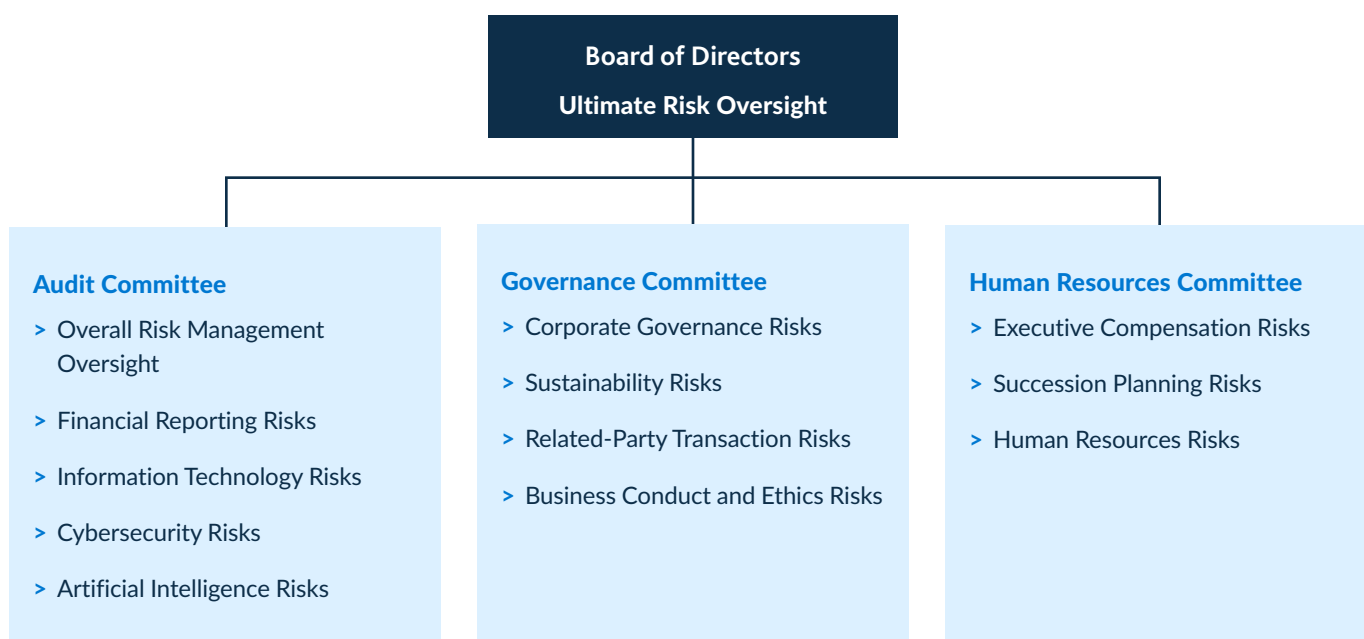 Board of Directors
Ultimate Risk Oversight
Audit Committee
> Overall Risk Management
Oversight
> Financial Reporting Risks
> Information Technology Risks
> Cybersecurity Risks
> Artificial Intelligence Risks
Governance Committee
> Corporate Governance Risks
> Sustainability Risks
> Related-Party Transaction Risks
> Business Conduct and Ethics Risks
Human Resources Committee
> Executive Compensation Risks
> Succession Planning Risks
> Human Resources Risks